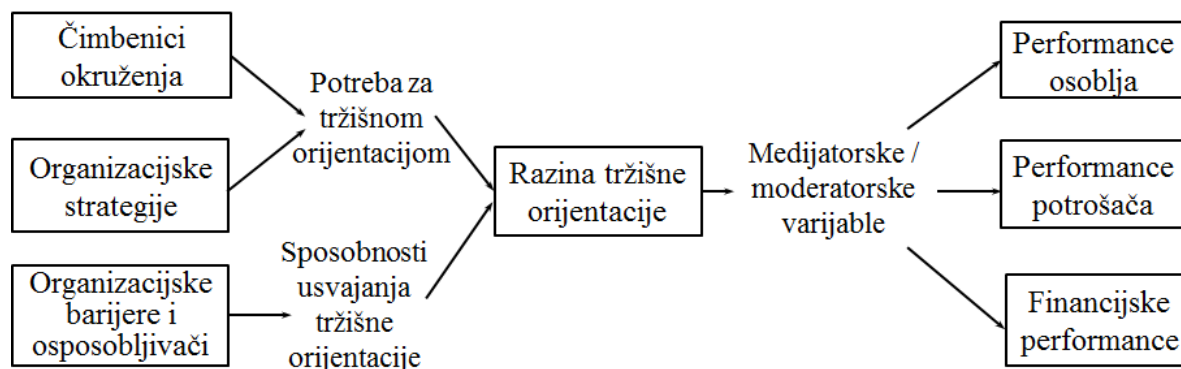 Čimbenici
okruženja
Organizacijske
strategije
Organizacijske
barijere i
osposobljivači
Potreba za
tržišnom
orijentacijom
Sposobnosti
usvajanja
tržišne
orijentacije
Razina tržišne
orijentacije
Medijatorske /
moderatorske
varijable
Performance
osoblja
Performance
potrošača
Financijske
performance